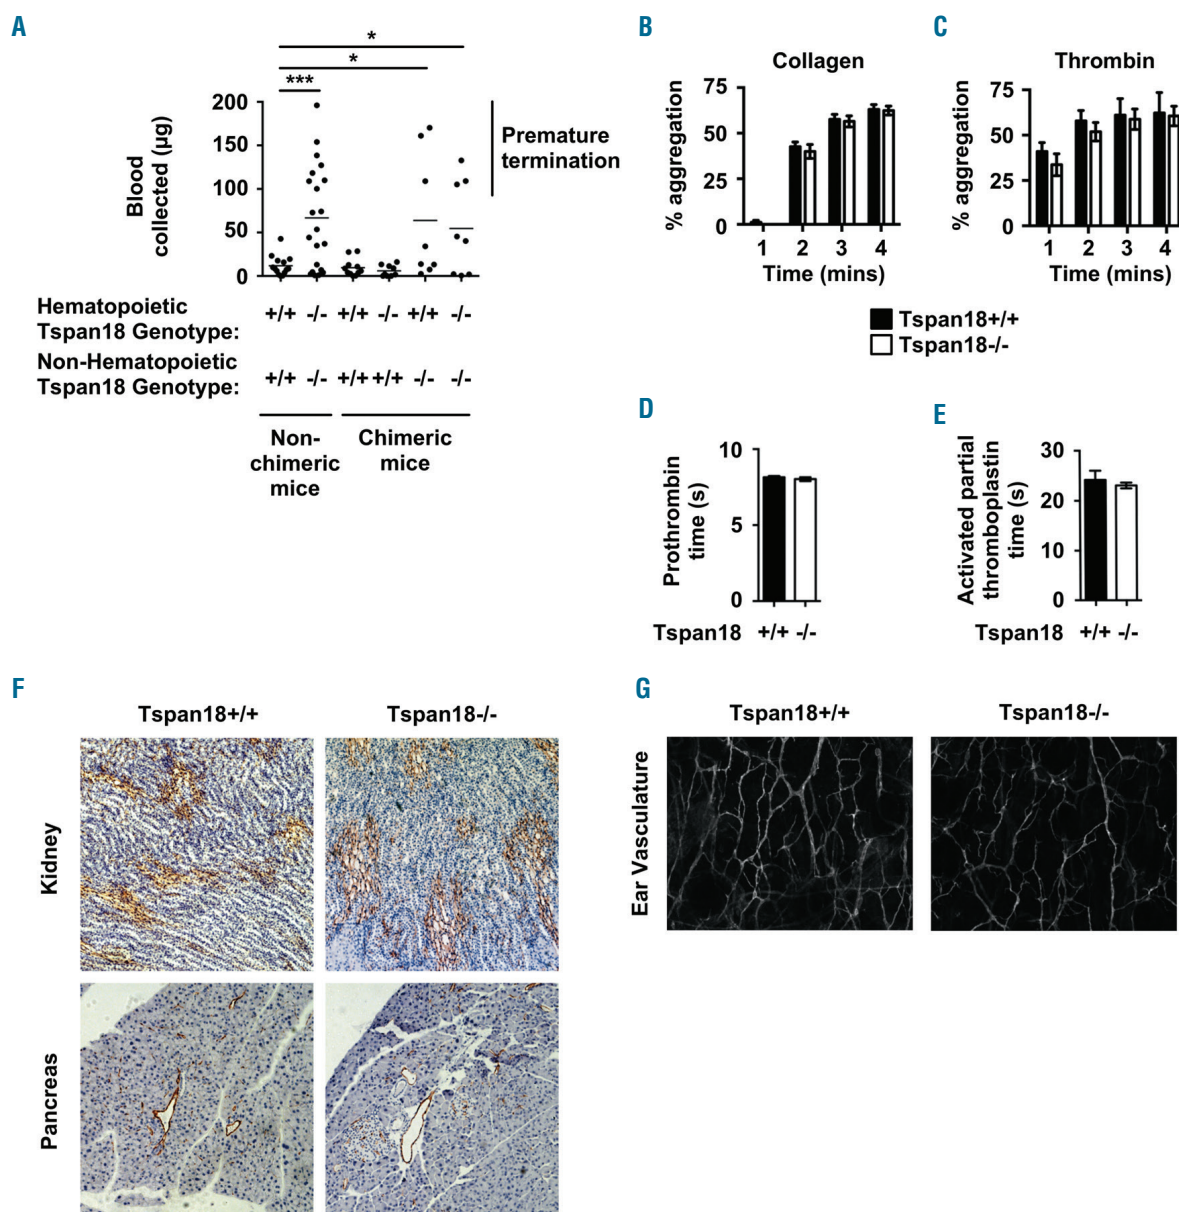 A
*
*
***
200
150
100
50
0
Blood
collected (µg)
Premature
termination
Hematopoietic
Tspan18 Genotype:
+/+ -/- +/+ -/- +/+ -/-
Non-Hematopoietic
Tspan18 Genotype:
+/+ -/- +/+ +/+ -/- -/-
Non-
chimeric
mice
Chimeric
mice
B
Collagen
% aggregation
75
50
25
0
1 2 3 4
Time (mins)
C
Thrombin
% aggregation
75
50
25
0
1 2 3 4
Time (mins)
Tspan18+/+
Tspan18-/-
D
Prothrombin
time (s)
10
5
0
Tspan18 +/+ -/-
E
Activated partial
thromboplastin
time (s)
30
20
10
0
Tspan18 +/+ -/-
F
Tspan18+/+ Tspan18-/-
Kidney
Pancreas
G
Tspan18+/+ Tspan18-/-
Ear Vasculature